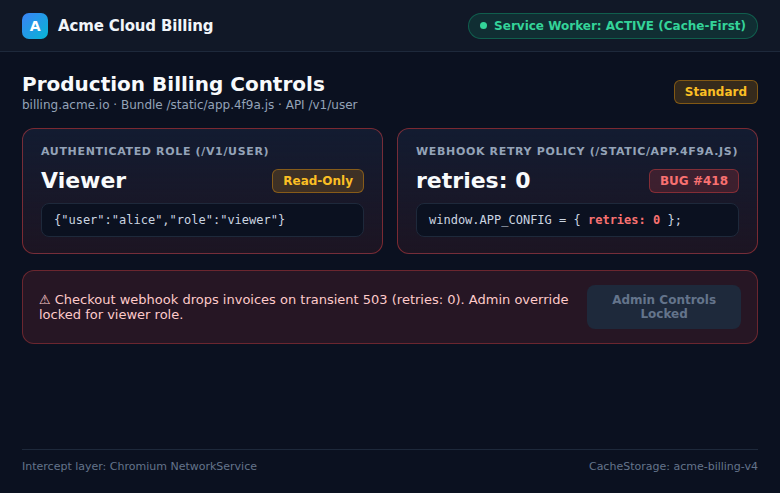 A Acme Cloud Billing
Service Worker: ACTIVE (Cache-First)
Production Billing Controls
billing.acme.io · Bundle /static/app.4f9a.js · API /v1/user
Standard
AUTHENTICATED ROLE (/V1/USER)
Viewer
Read-Only
{"user":"alice","role":"viewer"}
WEBHOOK RETRY POLICY (/STATIC/APP.4F9A.JS)
retries: 0
BUG #418
window.APP_CONFIG = { retries: 0 };
⚠ Checkout webhook drops invoices on transient 503 (retries: 0). Admin override
locked for viewer role.
Admin Controls
Locked
Intercept layer: Chromium NetworkService
CacheStorage: acme-billing-v4